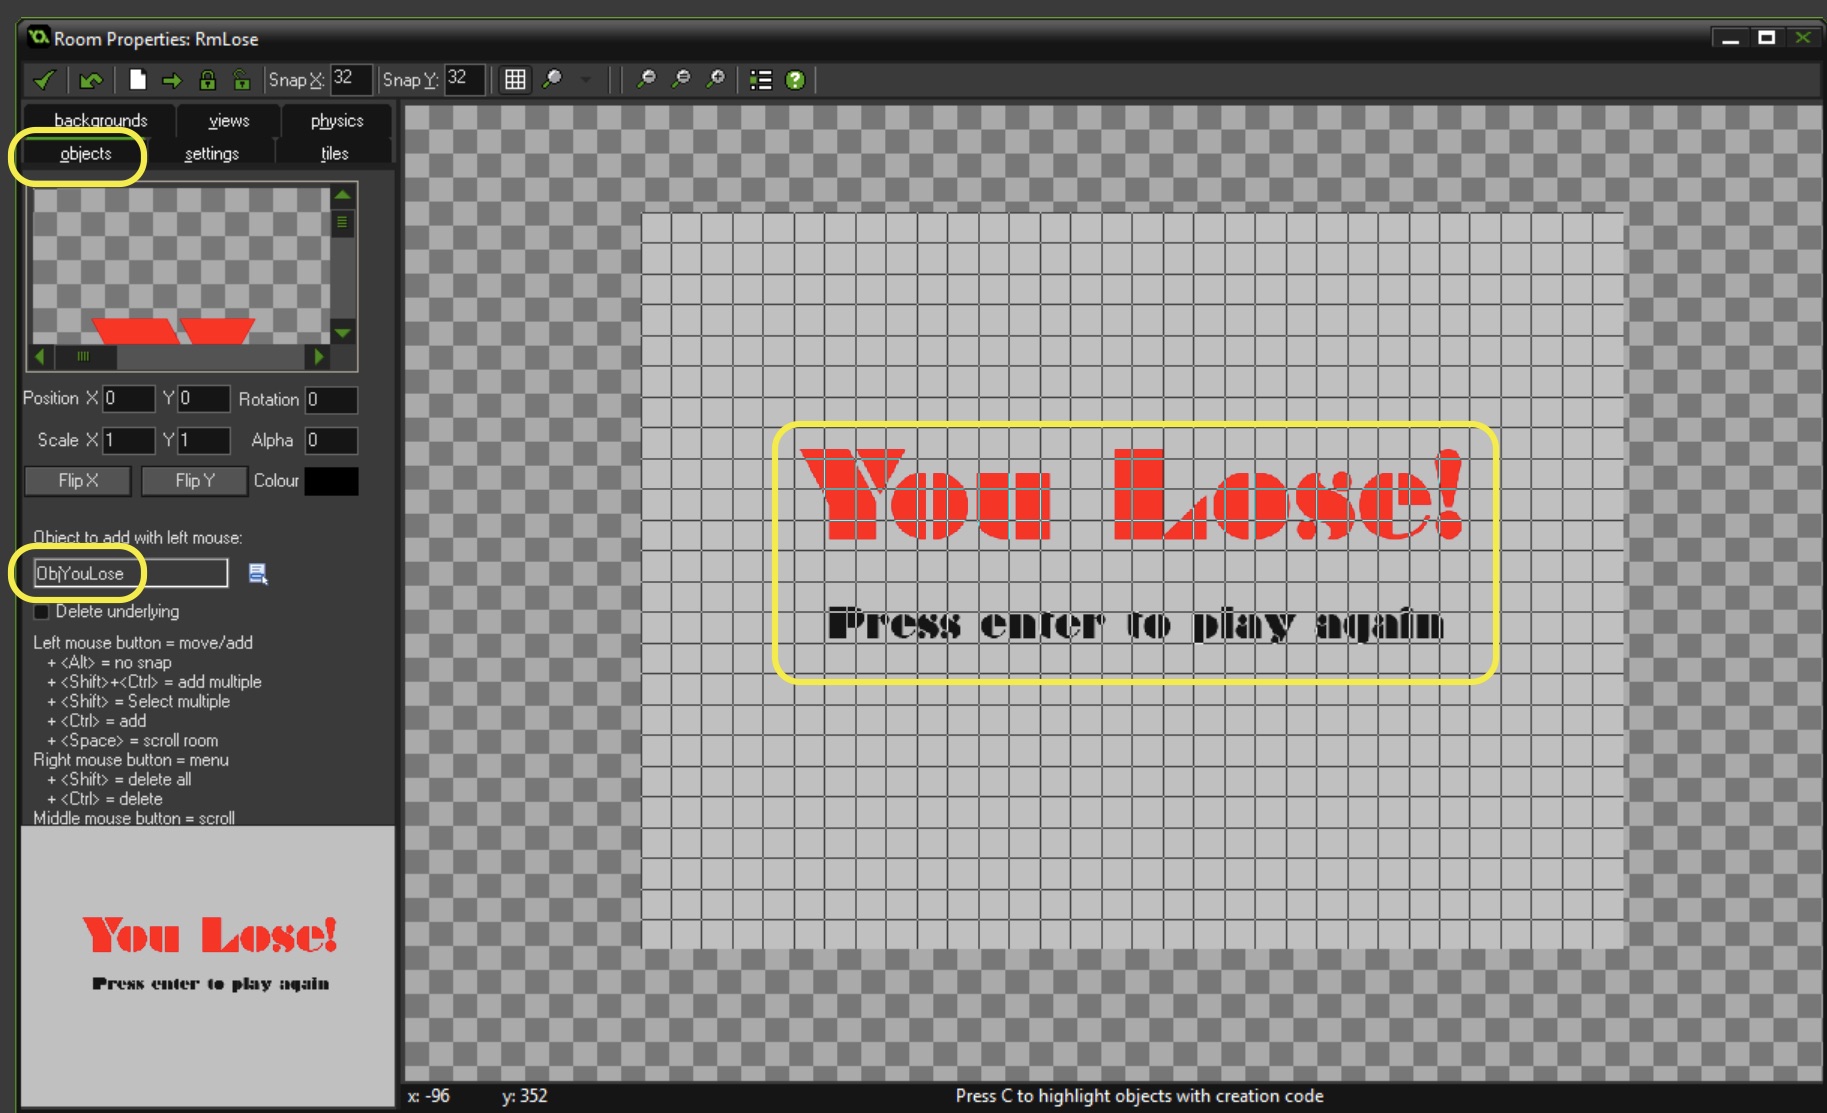 Room Properties: RmLose
Snap X: 32 Snap Y: 32
backgrounds views physics
objects settings tiles
Position X 0 Y 0 Rotation 0
Scale X 1 Y 1 Alpha 0
Flip X Flip Y Colour
Object to add with left mouse:
ObjYouLose
Delete underlying
Left mouse button = move/add
+ <Alt> = no snap
+ <Shift>+<Ctrl> = add multiple
+ <Shift> = Select multiple
+ <Ctrl> = add
+ <Space> = scroll room
Right mouse button = menu
+ <Shift> = delete all
+ <Ctrl> = delete
Middle mouse button = scroll
You Lose!
Press enter to play again
You Lose!
Press enter to play again
x: -96 y: 352 Press C to highlight objects with creation code